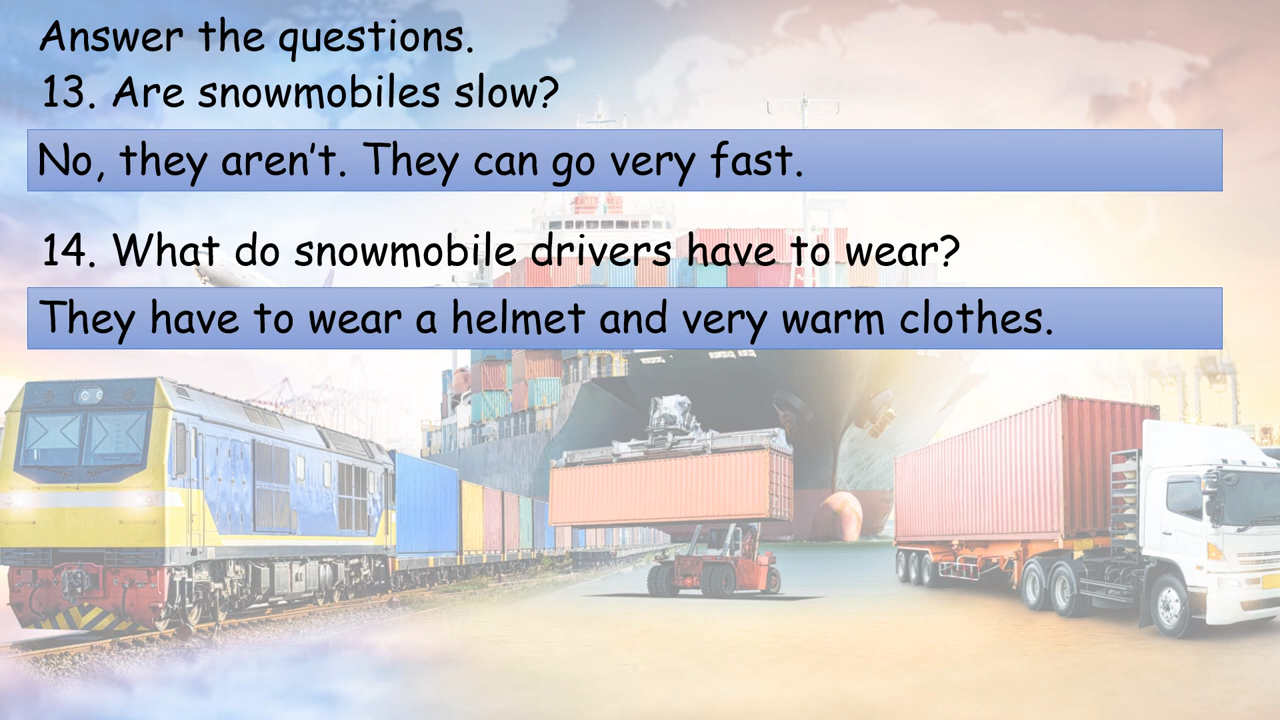 Answer the questions.
13. Are snowmobiles slow?
No, they aren’t. They can go very fast.
14. What do snowmobile drivers have to wear?
They have to wear a helmet and very warm clothes.